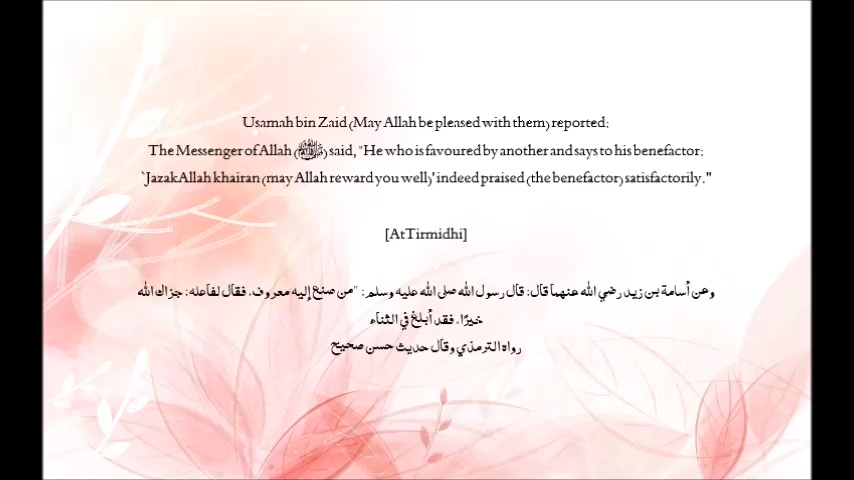 Usamah bin Zaid (May Allah be pleased with them) reported:
The Messenger of Allah (ﷺ) said, "He who is favoured by another and says to his benefactor:
`Jazak Allah khairan (may Allah reward you well)' indeed praised (the benefactor) satisfactorily."
[At Tirmidhi]
وعن أسامة بن زيد رضي الله عنهما قال: قال رسول الله صلى الله عليه وسلم: "من صنع إليه معروف، فقال لفاعله: جزاك الله
خيرًا، فقد أبلغ في الثناء
رواه الترمذي وقال حديث حسن صحيح